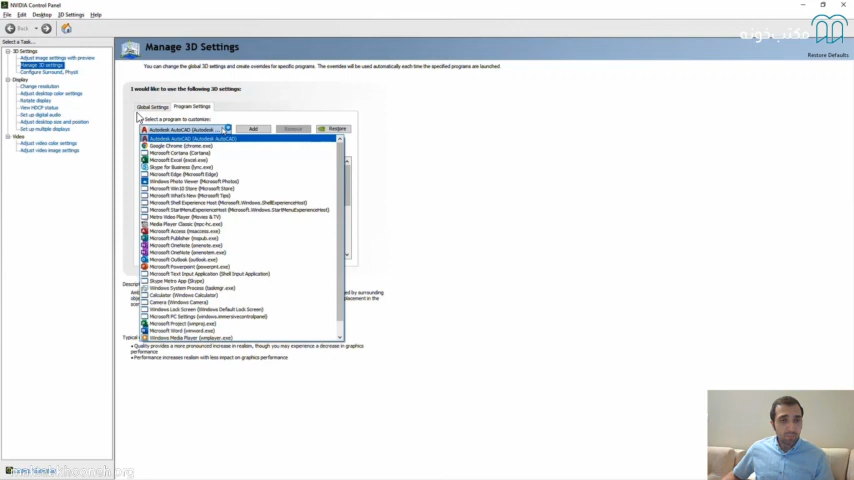 NVIDIA Control Panel
File Edit Desktop 3D Settings Help
Back
مکتب‌خونه
Select a Task...
3D Settings
Adjust image settings with preview
Manage 3D settings
Configure Surround, PhysX
Display
Change resolution
Adjust desktop color settings
Rotate display
View HDCP status
Set up digital audio
Adjust desktop size and position
Set up multiple displays
Video
Adjust video color settings
Adjust video image settings
Manage 3D Settings
Restore Defaults
You can change the global 3D settings and create overrides for specific programs. The overrides will be used automatically each time the specified programs are launched.
I would like to use the following 3D settings:
Global Settings Program Settings
Select a program to customize:
Autodesk AutoCAD (Autodesk ... Add Remove Restore
Autodesk AutoCAD (Autodesk AutoCAD)
Google Chrome (chrome.exe)
Microsoft Cortana (Cortana)
Microsoft Excel (excel.exe)
Skype for Business (lync.exe)
Microsoft Edge (Microsoft Edge)
Windows Photo Viewer (Microsoft Photos)
Microsoft Win10 Store (Microsoft Store)
Microsoft What's New (Microsoft Tips)
Microsoft Shell Experience Host (Microsoft.Windows.ShellExperienceHost)
Microsoft StartMenuExperienceHost (Microsoft.Windows.StartMenuExperienceHost)
Metro Video Player (Movies & TV)
Media Player Classic (mpc-hc.exe)
Microsoft Access (msaccess.exe)
Microsoft Publisher (mspub.exe)
Microsoft OneNote (onenote.exe)
Microsoft OneNote (onenotem.exe)
Microsoft Outlook (outlook.exe)
Microsoft Powerpoint (powerpnt.exe)
Microsoft Text Input Application (Shell Input Application)
Skype Metro App (Skype)
Windows System Process (taskmgr.exe)
Calculator (Windows Calculator)
Camera (Windows Camera)
Windows Lock Screen (Windows Default Lock Screen)
Microsoft PC Settings (windows.immersivecontrolpanel)
Microsoft Project (winproj.exe)
Microsoft Word (winword.exe)
Windows Media Player (wmplayer.exe)
Descrip
ed by surrounding
placement in the
Typical
• Quality provides a more pronounced increase in realism, though you may experience a decrease in graphics
performance
• Performance increases realism with less impact on graphics performance
maktabkhooneh.org